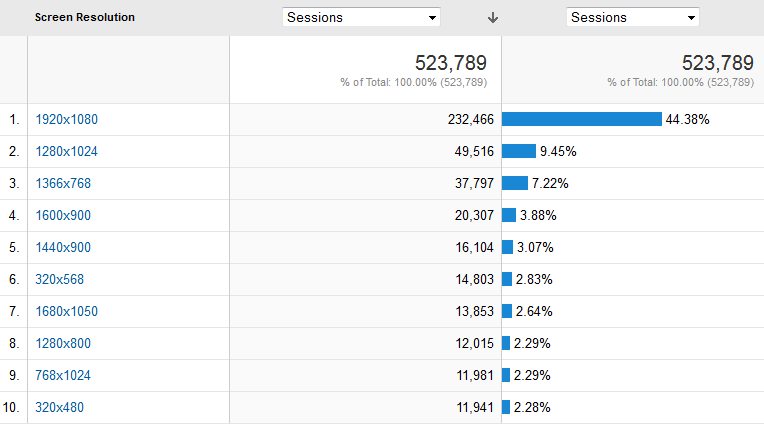 Screen Resolution Sessions Sessions
523,789 523,789
% of Total: 100.00% (523,789) % of Total: 100.00% (523,789)
1. 1920x1080 232,466 44.38%
2. 1280x1024 49,516 9.45%
3. 1366x768 37,797 7.22%
4. 1600x900 20,307 3.88%
5. 1440x900 16,104 3.07%
6. 320x568 14,803 2.83%
7. 1680x1050 13,853 2.64%
8. 1280x800 12,015 2.29%
9. 768x1024 11,981 2.29%
10. 320x480 11,941 2.28%